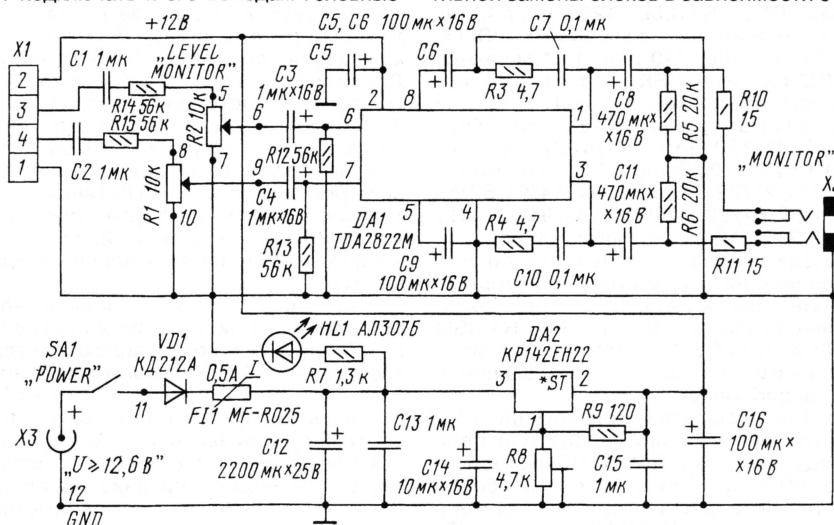 +12В
C5, C6 100 мк×16В
C7 0,1 мк
X1
2
3
4
1
C1 1мк
R14 56к
R15 56к
C2 1мк
„LEVEL
MONITOR”
5
R2 10к
7
8
R1 10к
10
C3
1мк×16В
6
9
C4
1мк×16В
R12 56к
R13
56к
C5
C6
2
8
6
7
5
4
1
3
DA1
TDA2822M
R3 4,7
R4 4,7
C8
470 мк×
×16В
C11
470мк×
×16В
R5 20к
R6 20к
R10
15
„MONITOR”
R11 15
C9
100мк×16В
C10 0,1мк
SA1
„POWER”
VD1
КД212А
11
0,5А
I
FI1 MF-R025
HL1 АЛ307Б
R7 1,3к
DA2
КР142ЕН22
3
*ST
2
1
R9 120
X3
„U≥12,6В”
12
GND
C12
2200мк×25В
C13 1мк
C14
10мк×16В
R8
4,7к
C15
1мк
C16
100мк×
×16В